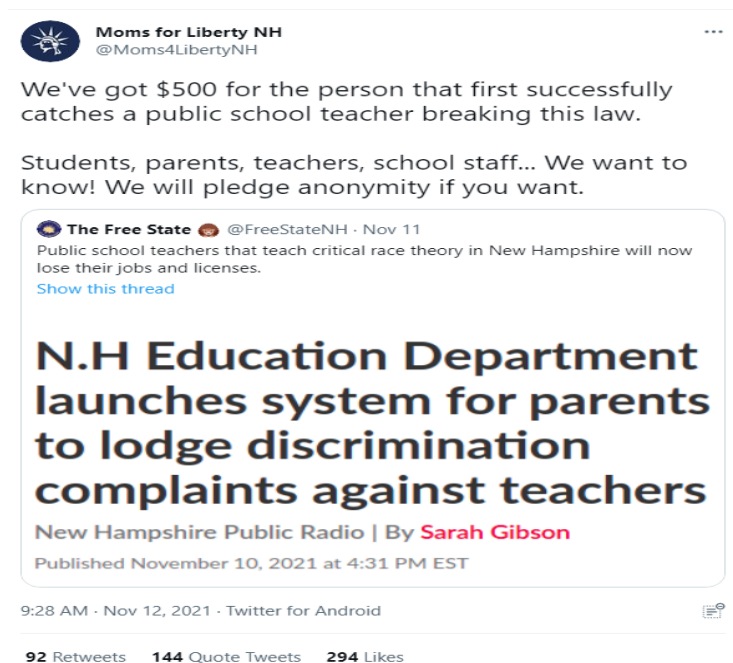 Moms for Liberty NH
@Moms4LibertyNH
We've got $500 for the person that first successfully
catches a public school teacher breaking this law.
Students, parents, teachers, school staff... We want to
know! We will pledge anonymity if you want.
The Free State @FreeStateNH · Nov 11
Public school teachers that teach critical race theory in New Hampshire will now
lose their jobs and licenses.
Show this thread
N.H Education Department
launches system for parents
to lodge discrimination
complaints against teachers
New Hampshire Public Radio | By Sarah Gibson
Published November 10, 2021 at 4:31 PM EST
9:28 AM · Nov 12, 2021 · Twitter for Android
92 Retweets 144 Quote Tweets 294 Likes